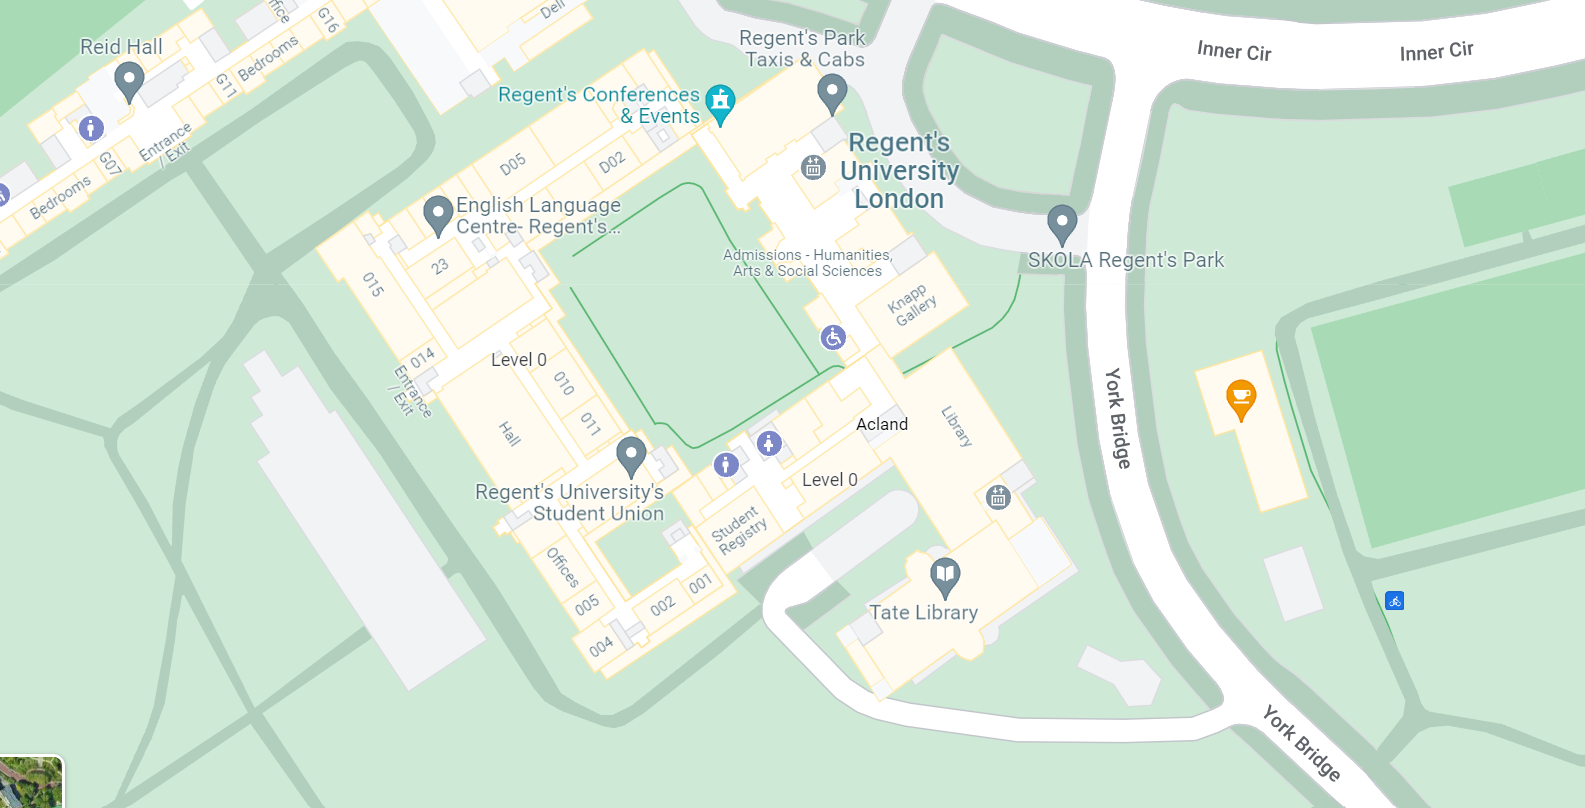 Reid Hall
G16
Bedrooms
G11
Entrance
/ Exit
G07
Bedrooms
Regent's Park
Taxis & Cabs
Regent's Conferences
& Events
Inner Cir
Inner Cir
Regent's
University
London
D05
D02
English Language
Centre- Regent's...
23
015
Admissions - Humanities,
Arts & Social Sciences
SKOLA Regent's Park
Knapp
Gallery
014
Level 0
Entrance
/ Exit
010
011
Hall
Library
Acland
York Bridge
Level 0
Regent's University's
Student Union
Student
Registry
Offices
005
002
001
004
Tate Library
York Bridge